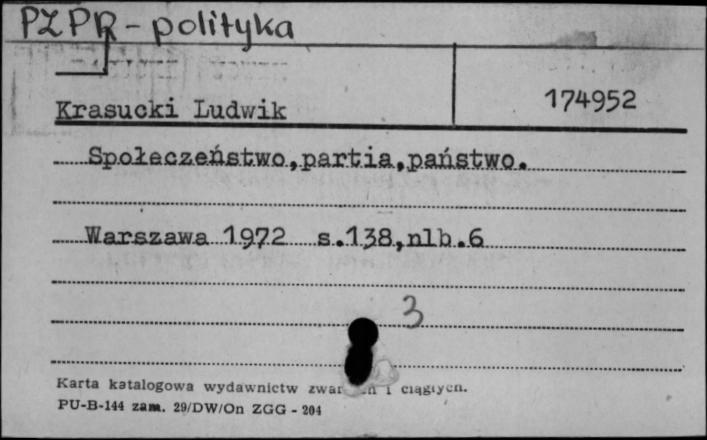 PZPR - polityka
Krasucki Ludwik 174952
Społeczeństwo,partia,państwo.
Warszawa 1972 s.138,nlb.6
3
Karta katalogowa wydawnictw i ciągłych.
PU-B-144 zam. 29/DW/On ZGG - 204